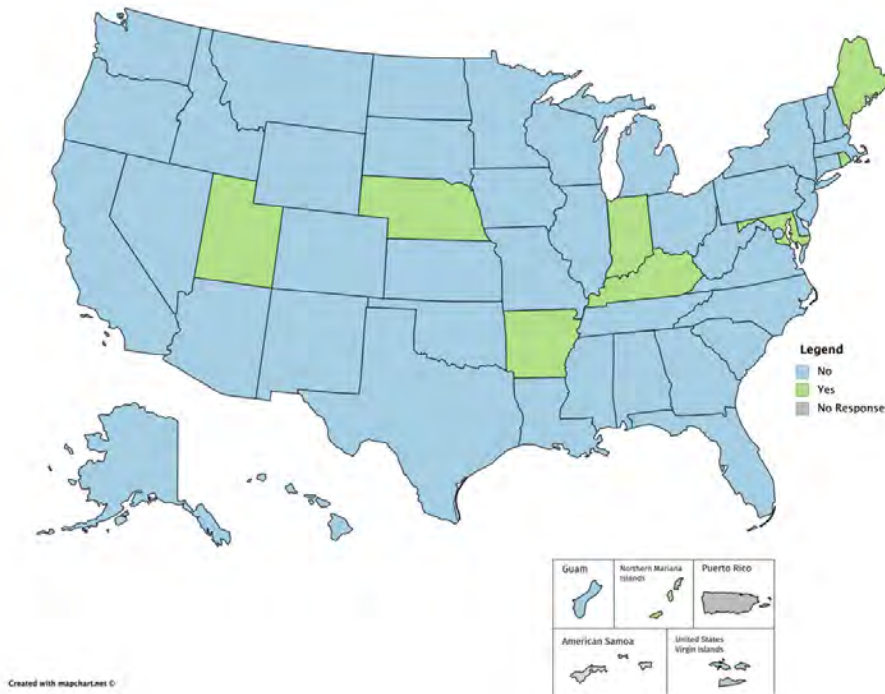 Legend
No
Yes
No Response
Guam
Northern Mariana
Islands
Puerto Rico
American Samoa
United States
Virgin Islands
Created with mapchart.net ©